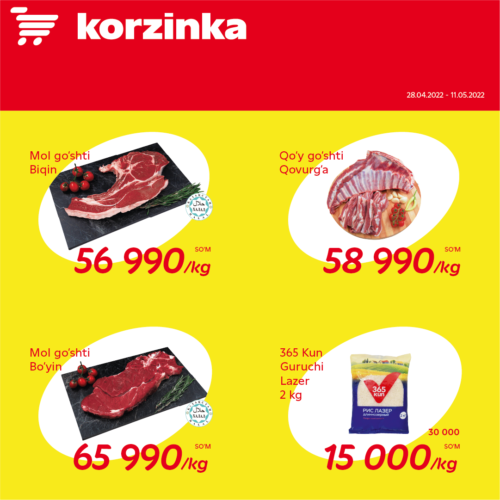 korzinka
28.04.2022 - 11.05.2022
Mol go'shti
Biqin
SO'M
56 990/kg
Qo'y go'shti
Qovurg'a
SO'M
58 990/kg
Mol go'shti
Bo'yin
SO'M
65 990/kg
365 Kun
Guruchi
Lazer
2 kg
365
КУН
РИС ЛАЗЕР
30 000
SO'M
15 000/kg